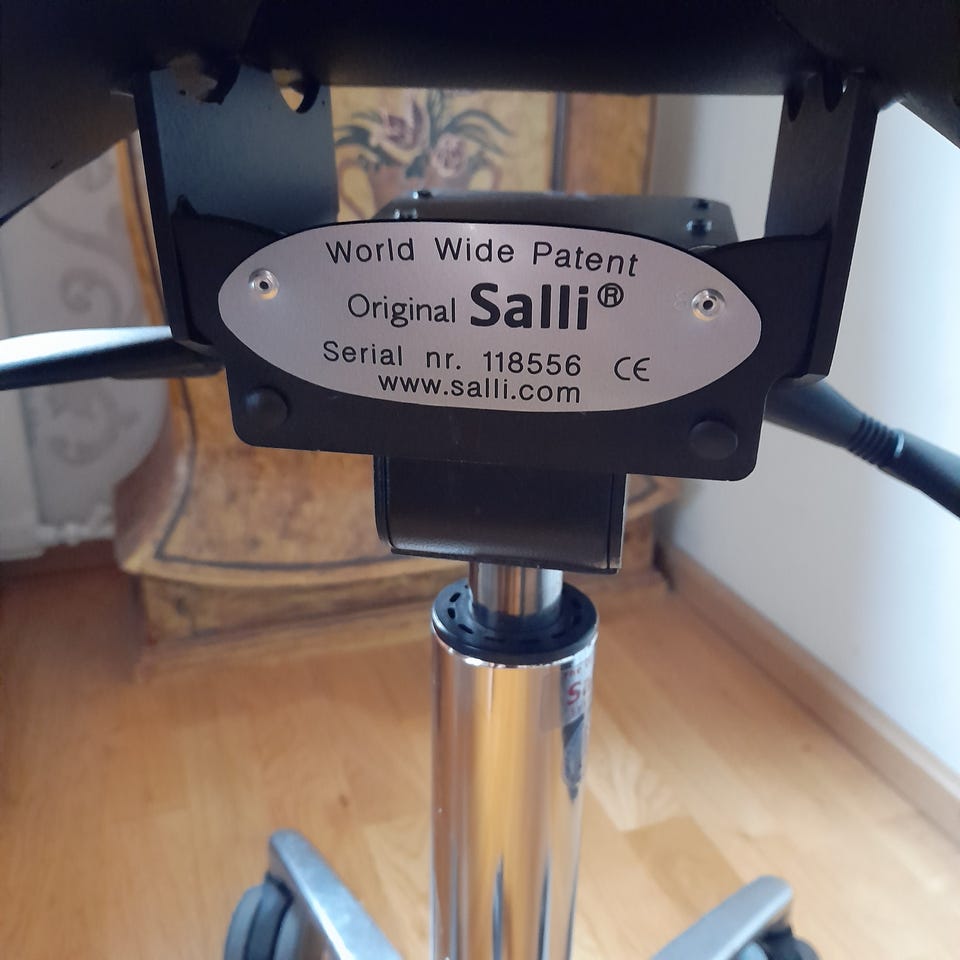 World Wide Patent
Original Salli®
Serial nr. 118556 CE
www.salli.com